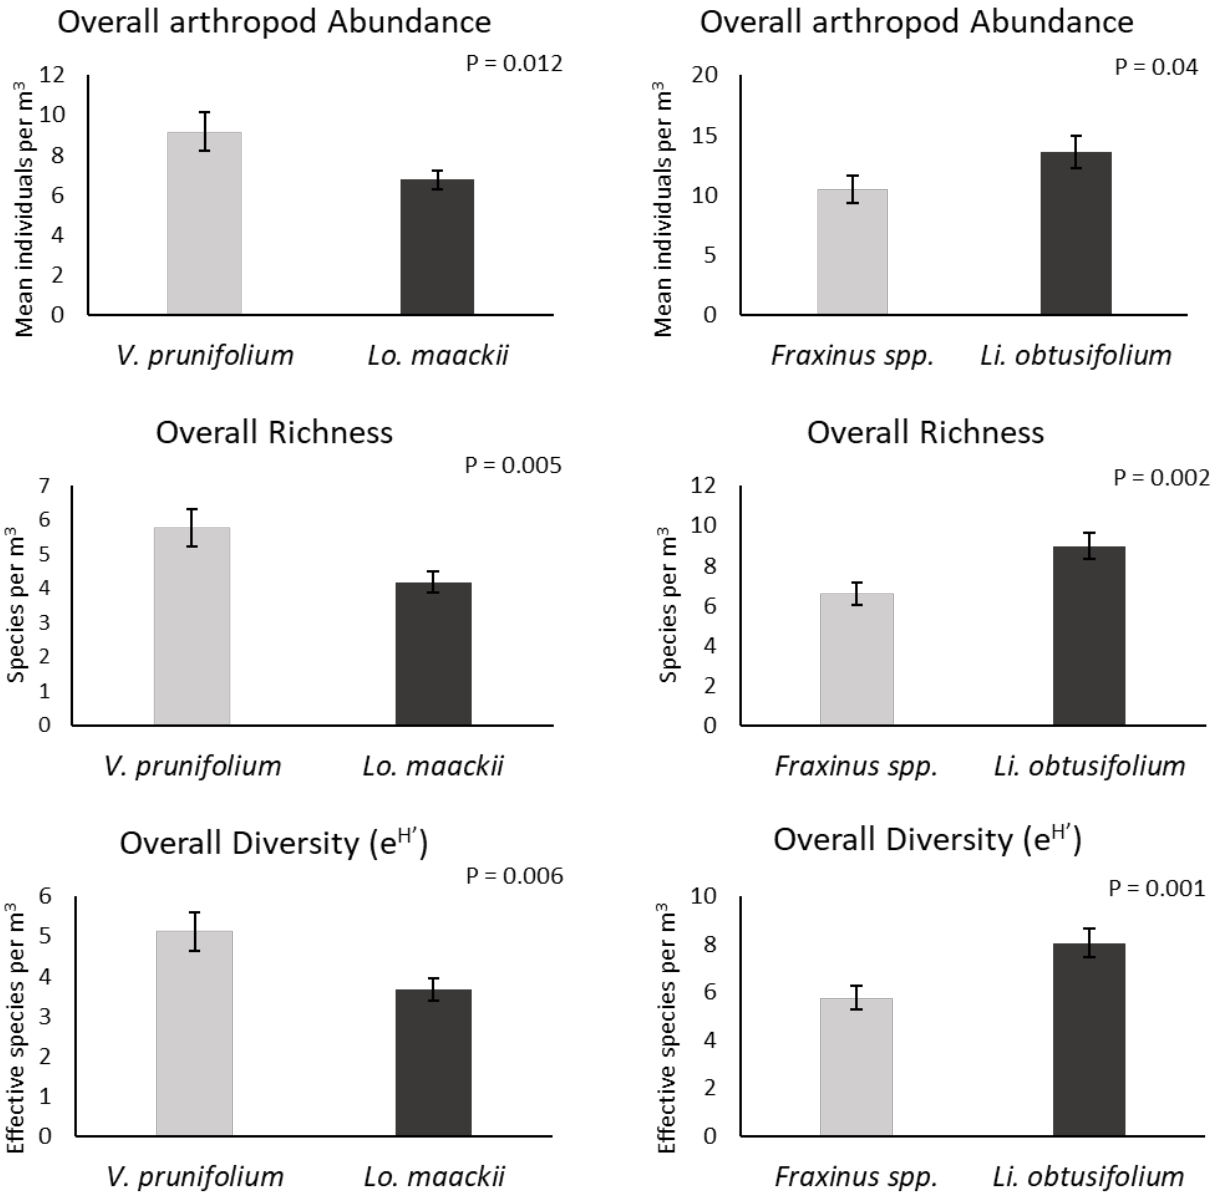 Overall arthropod Abundance
P = 0.012
Mean individuals per m³
12
10
8
6
4
2
0
V. prunifolium
Lo. maackii
Overall arthropod Abundance
P = 0.04
Mean individuals per m³
20
15
10
5
0
Fraxinus spp.
Li. obtusifolium
Overall Richness
P = 0.005
Species per m³
7
6
5
4
3
2
1
0
V. prunifolium
Lo. maackii
Overall Richness
P = 0.002
Species per m³
12
10
8
6
4
2
0
Fraxinus spp.
Li. obtusifolium
Overall Diversity (eᴴ’)
P = 0.006
Effective species per m³
6
5
4
3
2
1
0
V. prunifolium
Lo. maackii
Overall Diversity (eᴴ’)
P = 0.001
Effective species per m³
10
8
6
4
2
0
Fraxinus spp.
Li. obtusifolium